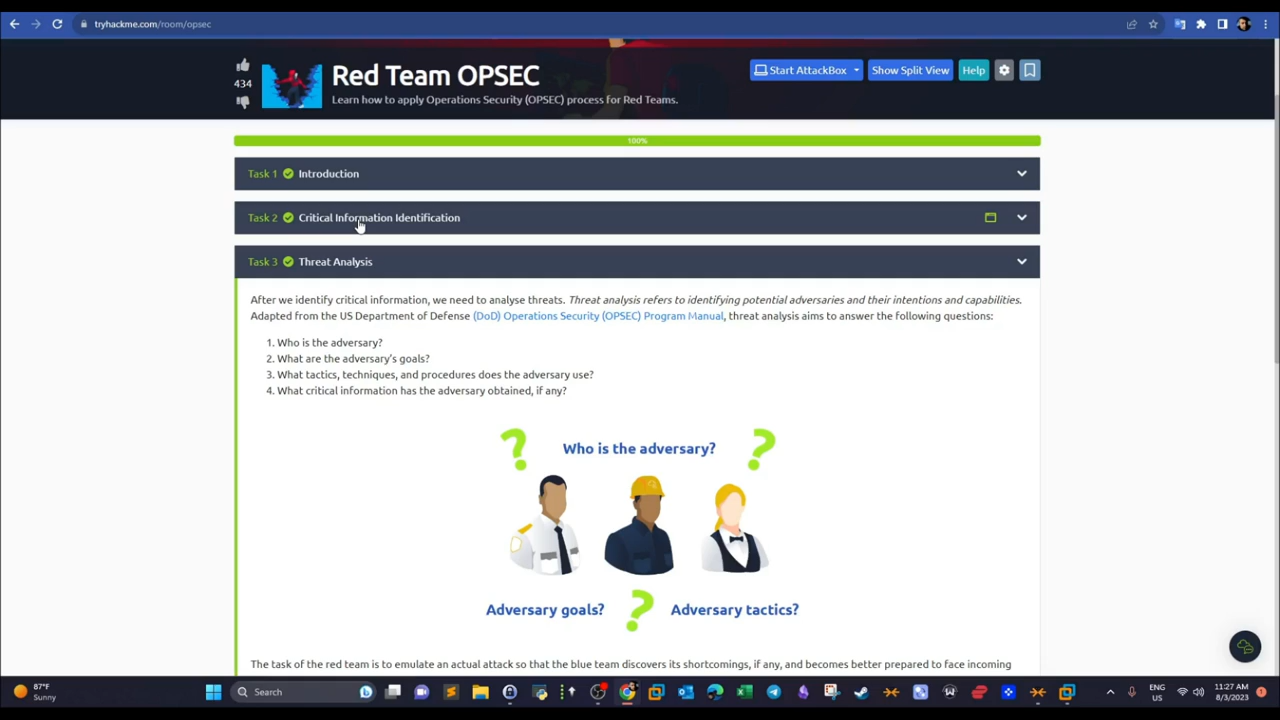 tryhackme.com/room/opsec
434
Red Team OPSEC
Learn how to apply Operations Security (OPSEC) process for Red Teams.
Start AttackBox
Show Split View
Help
100%
Task 1 Introduction
Task 2 Critical Information Identification
Task 3 Threat Analysis
After we identify critical information, we need to analyse threats. Threat analysis refers to identifying potential adversaries and their intentions and capabilities.
Adapted from the US Department of Defense (DoD) Operations Security (OPSEC) Program Manual, threat analysis aims to answer the following questions:
1. Who is the adversary?
2. What are the adversary's goals?
3. What tactics, techniques, and procedures does the adversary use?
4. What critical information has the adversary obtained, if any?
? Who is the adversary? ?
Adversary goals? ? Adversary tactics?
The task of the red team is to emulate an actual attack so that the blue team discovers its shortcomings, if any, and becomes better prepared to face incoming
87°F
Sunny
Search
ENG
US
11:27 AM
8/3/2023